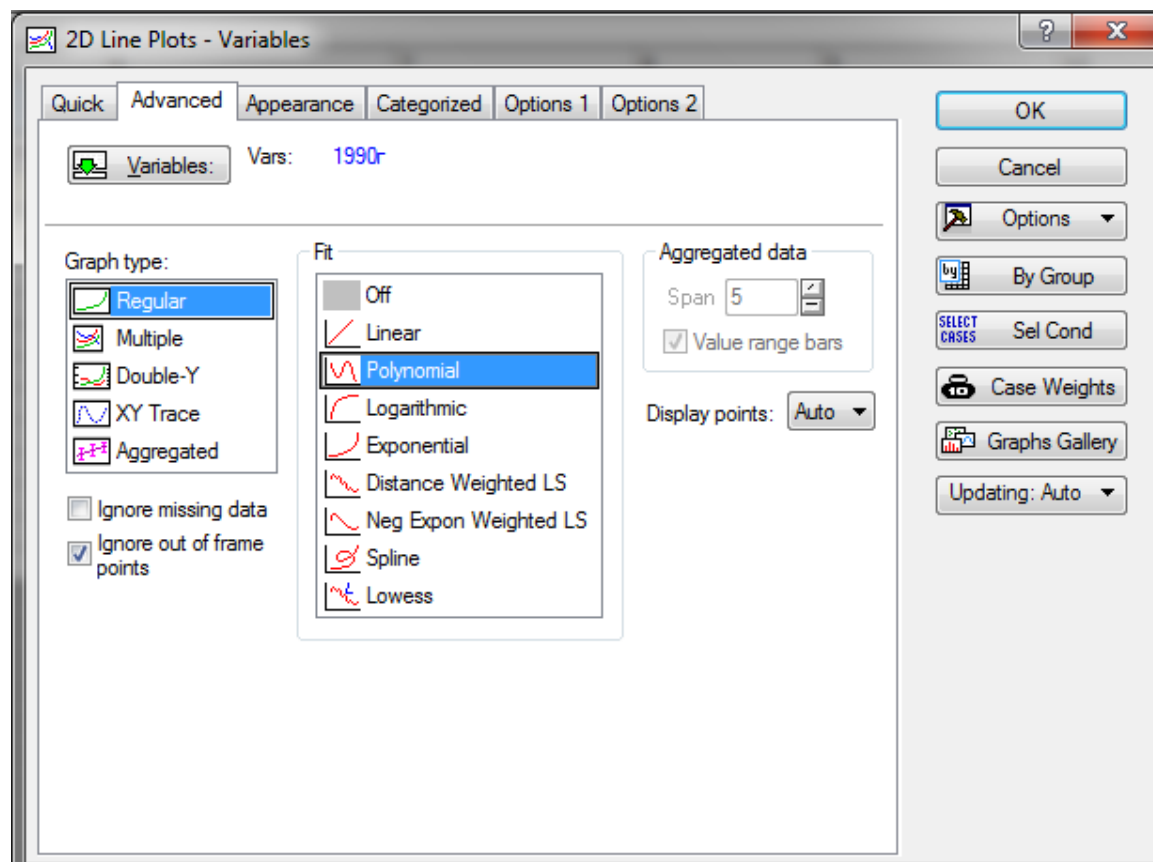 2D Line Plots - Variables
?
Quick Advanced Appearance Categorized Options 1 Options 2
Variables: Vars: 1990г
Graph type:
Regular
Multiple
Double-Y
XY Trace
Aggregated
Ignore missing data
Ignore out of frame
points
Fit
Off
Linear
Polynomial
Logarithmic
Exponential
Distance Weighted LS
Neg Expon Weighted LS
Spline
Lowess
Aggregated data
Span 5
Value range bars
Display points: Auto
OK
Cancel
Options
by By Group
SELECT
CASES
Sel Cond
Case Weights
Graphs Gallery
Updating: Auto